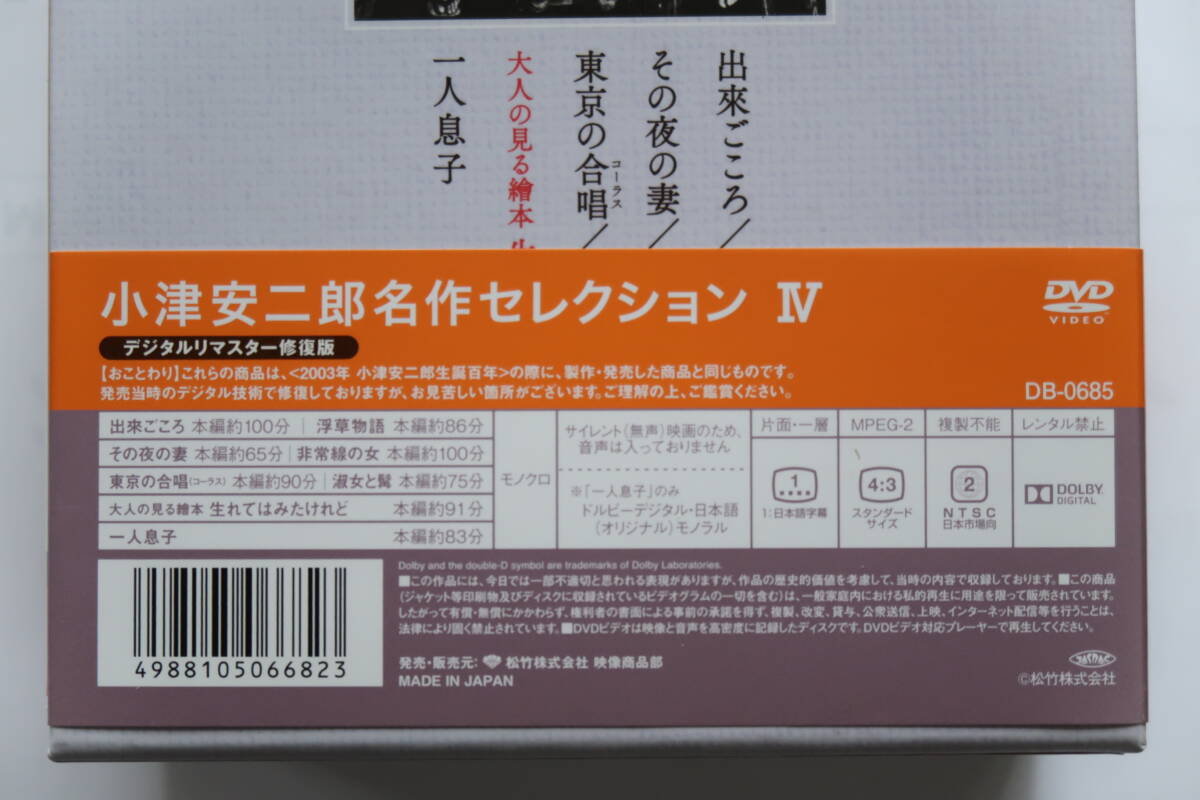 出來ごころ／
その夜の妻／
東京の合唱／
コーラス
大人の見る繪本
一人息子
小津安二郎名作セレクション Ⅳ
DVD
VIDEO
デジタルリマスター修復版
【おことわり】これらの商品は、<2003年 小津安二郎生誕百年>の際に、製作・発売した商品と同じものです。
発売当時のデジタル技術で修復しておりますが、お見苦しい箇所がございます。ご理解の上、ご鑑賞ください。
DB-0685
出來ごころ 本編約100分 | 浮草物語 本編約86分
その夜の妻 本編約65分 | 非常線の女 本編約100分
東京の合唱(コーラス) 本編約90分 | 淑女と髯 本編約75分
大人の見る繪本 生れてはみたけれど 本編約91分
一人息子 本編約83分
モノクロ
サイレント(無声)映画のため、
音声は入っておりません
※「一人息子」のみ
ドルビーデジタル・日本語
(オリジナル)モノラル
片面・一層
1
1:日本語字幕
MPEG-2
4:3
スタンダード
サイズ
複製不能
2
NTSC
日本市場向
レンタル禁止
DOLBY
DIGITAL
Dolby and the double-D symbol are trademarks of Dolby Laboratories.
■この作品には、今日では一部不適切と思われる表現がありますが、作品の歴史的価値を考慮して、当時の内容で収録しております。■この商品
(ジャケット等印刷物及びディスクに収録されているビデオグラムの一切を含む)は、一般家庭内における私的再生に用途を限って販売されています。
したがって有償・無償にかかわらず、権利者の書面による事前の承諾を得ず、複製、改変、貸与、公衆送信、上映、インターネット配信等を行うことは、
法律により固く禁止されています。■DVDビデオは映像と音声を高密度に記録したディスクです。DVDビデオ対応プレーヤーで再生してください。
4988105066823
発売・販売元: 松竹株式会社 映像商品部
MADE IN JAPAN
JASRAC
©松竹株式会社